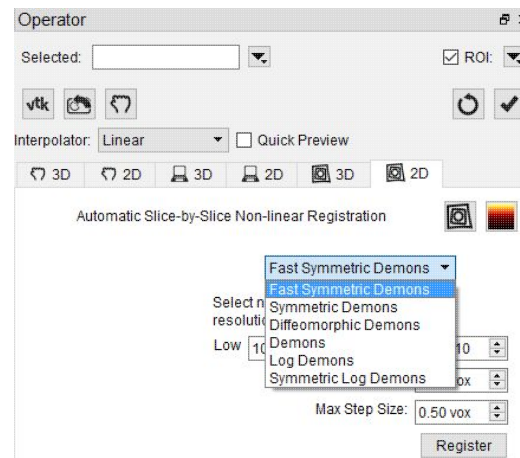 Operator
Selected:
ROI:
√tk
Interpolator: Linear Quick Preview
3D 2D 3D 2D 3D 2D
Automatic Slice-by-Slice Non-linear Registration
Fast Symmetric Demons
Fast Symmetric Demons
Symmetric Demons
Diffeomorphic Demons
Demons
Log Demons
Symmetric Log Demons
Select
Low 10
Max Step Size: 0.50 vox
Register